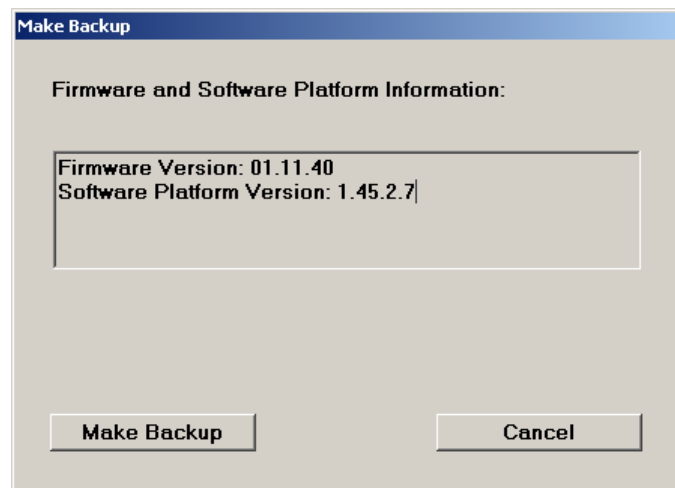 Make Backup
Firmware and Software Platform Information:
Firmware Version: 01.11.40
Software Platform Version: 1.45.2.7
Make Backup
Cancel